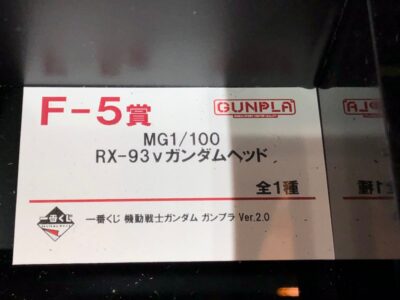 F-5賞
GUNPLA
MG1/100
RX-93νガンダムヘッド
全1種
一番くじ
一番くじ 機動戦士ガンダム ガンプラ Ver.2.0